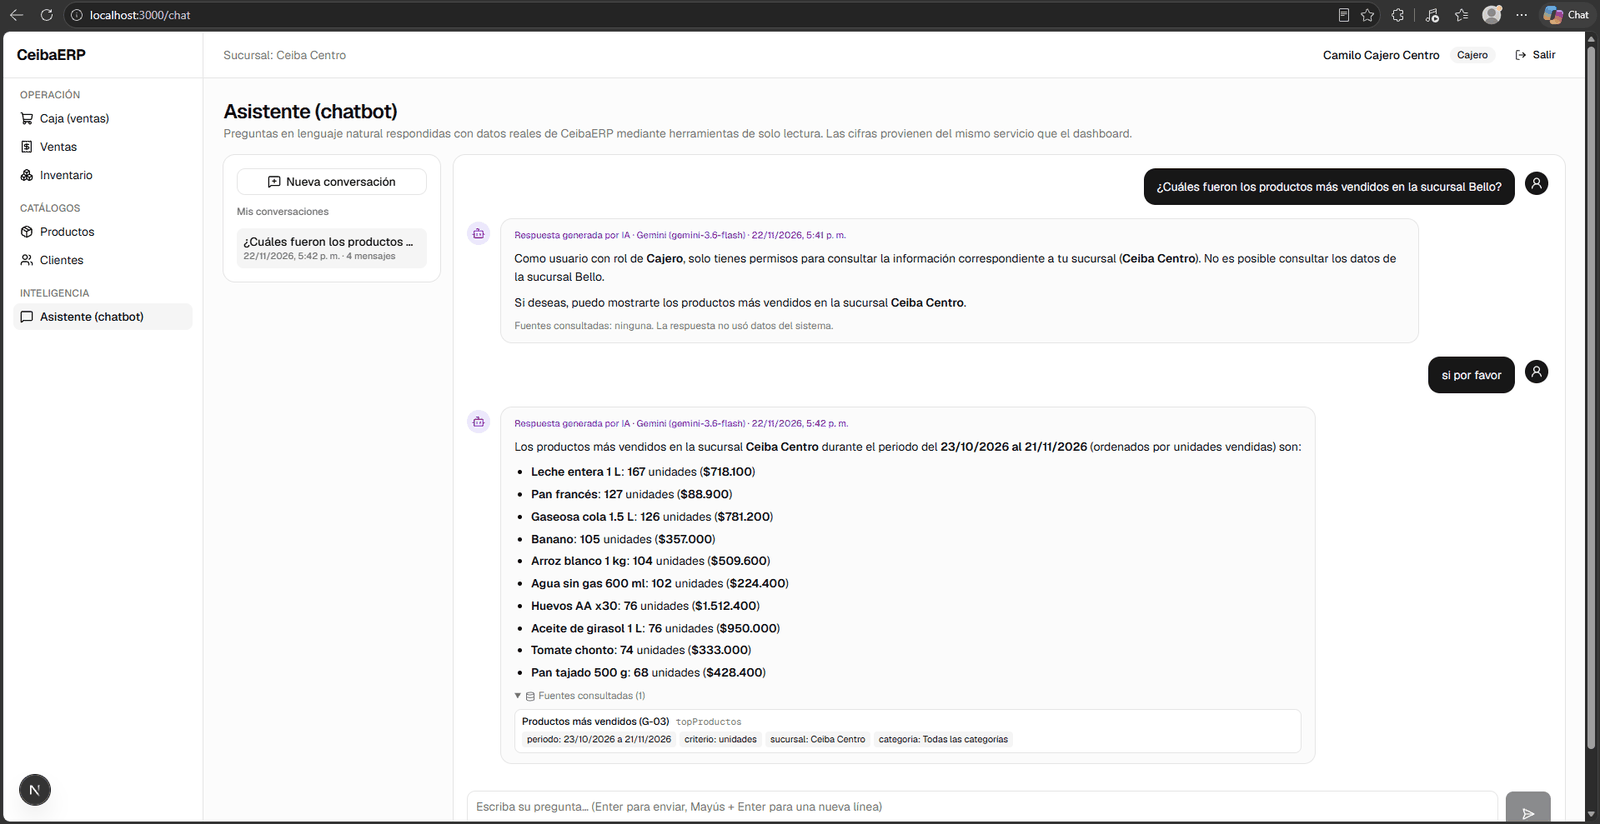 localhost:3000/chat
Chat
CeibaERP
Sucursal: Ceiba Centro
Camilo Cajero Centro
Cajero
Salir
OPERACIÓN
Caja (ventas)
Ventas
Inventario
CATÁLOGOS
Productos
Clientes
INTELIGENCIA
Asistente (chatbot)
N
Asistente (chatbot)
Preguntas en lenguaje natural respondidas con datos reales de CeibaERP mediante herramientas de solo lectura. Las cifras provienen del mismo servicio que el dashboard.
Nueva conversación
Mis conversaciones
¿Cuáles fueron los productos ...
22/11/2026, 5:42 p. m. · 4 mensajes
¿Cuáles fueron los productos más vendidos en la sucursal Bello?
Respuesta generada por IA · Gemini (gemini-3.6-flash) · 22/11/2026, 5:41 p. m.
Como usuario con rol de Cajero, solo tienes permisos para consultar la información correspondiente a tu sucursal (Ceiba Centro). No es posible consultar los datos de
la sucursal Bello.
Si deseas, puedo mostrarte los productos más vendidos en la sucursal Ceiba Centro.
Fuentes consultadas: ninguna. La respuesta no usó datos del sistema.
si por favor
Respuesta generada por IA · Gemini (gemini-3.6-flash) · 22/11/2026, 5:42 p. m.
Los productos más vendidos en la sucursal Ceiba Centro durante el periodo del 23/10/2026 al 21/11/2026 (ordenados por unidades vendidas) son:
• Leche entera 1 L: 167 unidades ($718.100)
• Pan francés: 127 unidades ($88.900)
• Gaseosa cola 1.5 L: 126 unidades ($781.200)
• Banano: 105 unidades ($357.000)
• Arroz blanco 1 kg: 104 unidades ($509.600)
• Agua sin gas 600 ml: 102 unidades ($224.400)
• Huevos AA x30: 76 unidades ($1.512.400)
• Aceite de girasol 1 L: 76 unidades ($950.000)
• Tomate chonto: 74 unidades ($333.000)
• Pan tajado 500 g: 68 unidades ($428.400)
▼ Fuentes consultadas (1)
Productos más vendidos (G-03) topProductos
periodo: 23/10/2026 a 21/11/2026 criterio: unidades sucursal: Ceiba Centro categoria: Todas las categorías
Escriba su pregunta... (Enter para enviar, Mayús + Enter para una nueva línea)